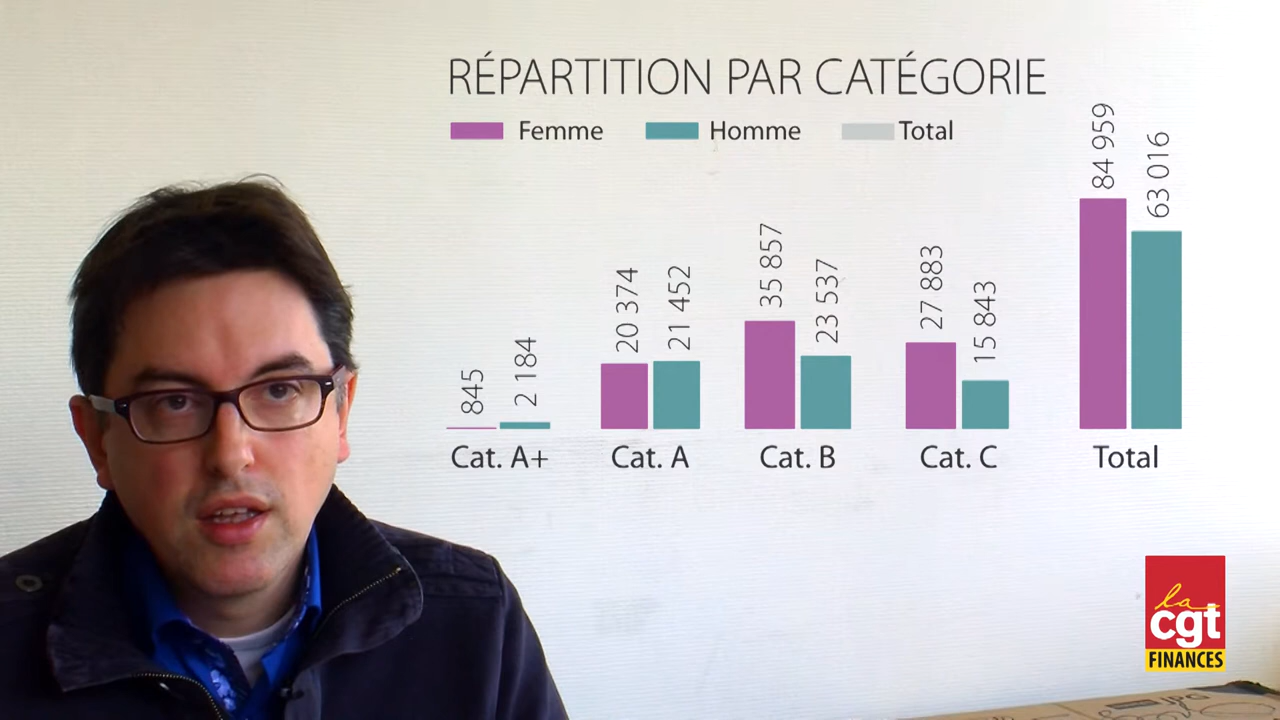 RÉPARTITION PAR CATÉGORIE
Femme Homme Total
845 2 184 20 374 21 452 35 857 23 537 27 883 15 843 84 959 63 016
Cat. A+ Cat. A Cat. B Cat. C Total
la
cgt
FINANCES
JPG